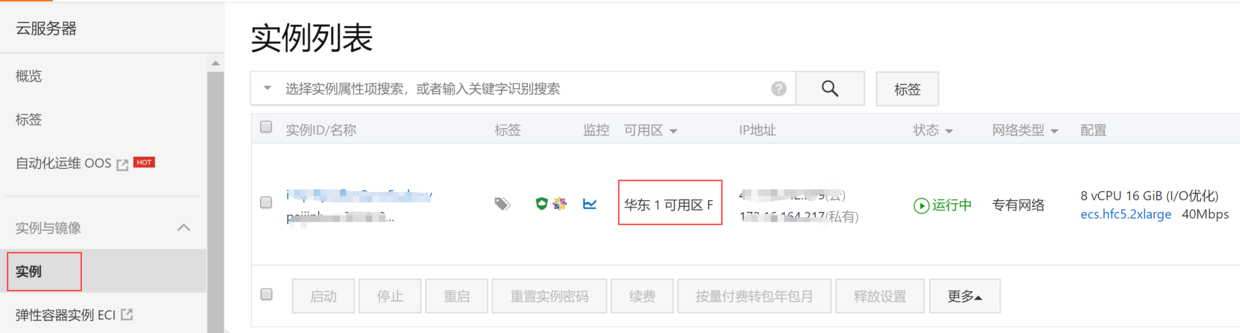 云服务器
实例列表
概览
选择实例属性项搜索，或者输入关键字识别搜索
标签
标签
实例ID/名称 标签 监控 可用区 IP地址 状态 网络类型 配置
自动化运维 OOS HOT
(公)
华东 1 可用区 F 运行中 专有网络 8 vCPU 16 GiB (I/O优化)
(私有) ecs.hfc5.2xlarge 40Mbps
实例与镜像
实例
启动 停止 重启 重置实例密码 续费 按量付费转包年包月 释放设置 更多
弹性容器实例 ECI